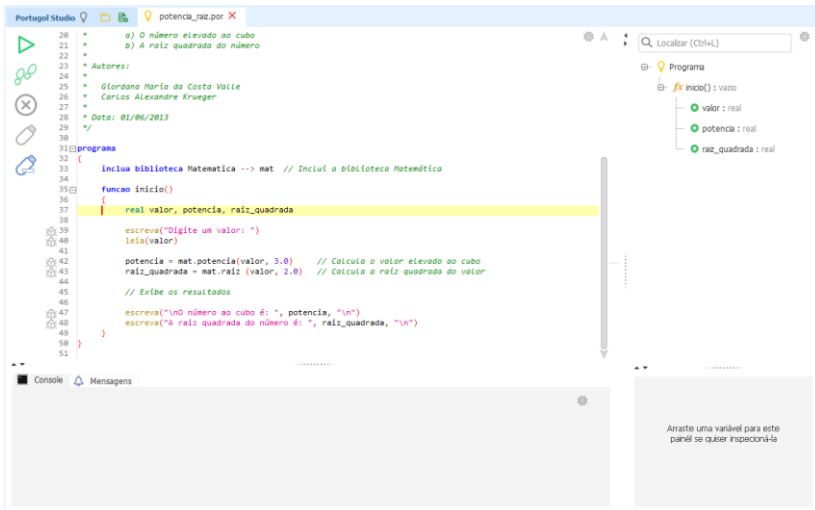 Portugol Studio
potencia_raiz.por
20 * a) O número elevado ao cubo
21 * b) A raiz quadrada do número
22 *
23 * Autores:
24 *
25 * Giordana Maria da Costa Valle
26 * Carlos Alexandre Krueger
27 *
28 * Data: 01/06/2013
29 */
30
31 programa
32 {
33 inclua biblioteca Matematica --> mat // Inclui a biblioteca Matemática
34
35 funcao inicio()
36 {
37 real valor, potencia, raiz_quadrada
38
39 escreva("Digite um valor: ")
40 leia(valor)
41
42 potencia = mat.potencia(valor, 3.0) // Calcula o valor elevado ao cubo
43 raiz_quadrada = mat.raiz (valor, 2.0) // Calcula a raiz quadrada do valor
44
45 // Exibe os resultados
46
47 escreva("\nO número ao cubo é: ", potencia, "\n")
48 escreva("A raiz quadrada do número é: ", raiz_quadrada, "\n")
49 }
50 }
51
Localizar (Ctrl+L)
Programa
fx inicio() : vazio
valor : real
potencia : real
raiz_quadrada : real
Console
Mensagens
Arraste uma variável para este
painél se quiser inspecioná-la